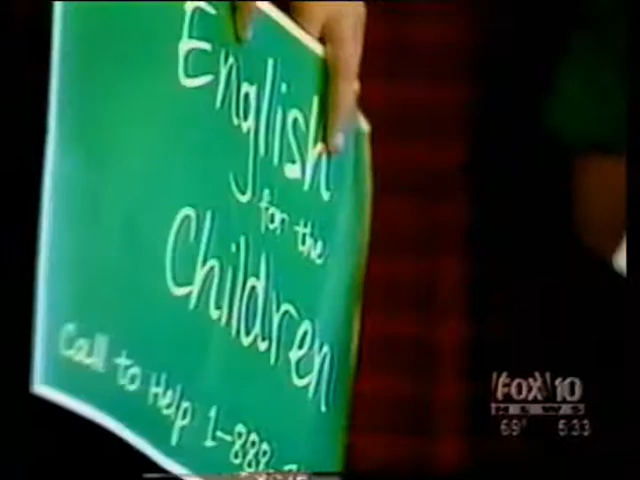 English
for the
Children
Call to Help 1-888-
FOX 10
NEWS
69° 5:33